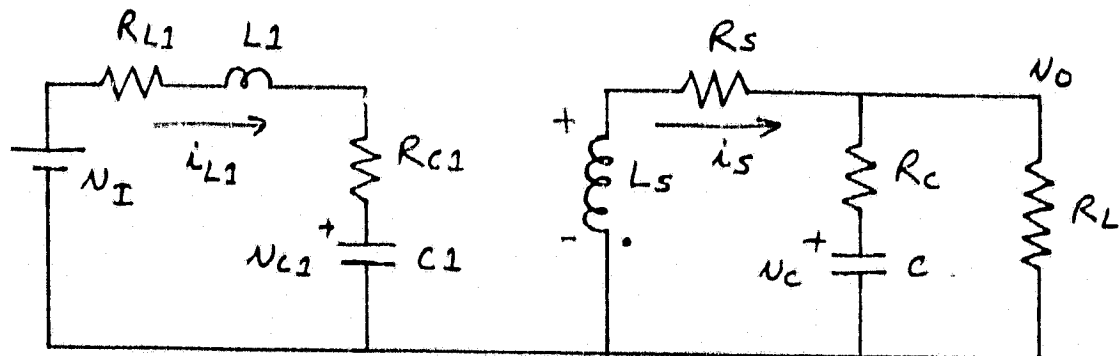 RL1 L1 RS vO
iL1 iS
vI RC1 LS RC RL
+ + - +
vC1 C1 vC C